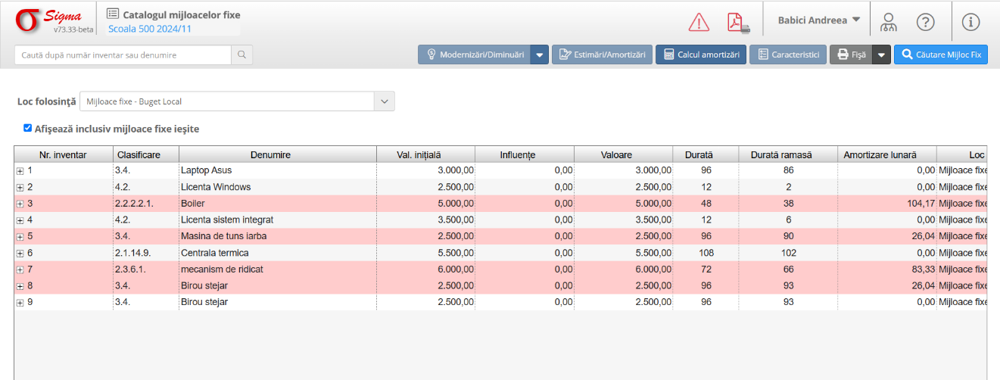 σ Sigma
v73.33-beta
Catalogul mijloacelor fixe
Scoala 500 2024/11
Babici Andreea
Caută după număr inventar sau denumire
Modernizări/Diminuări Estimări/Amortizări Calcul amortizări Caracteristici Fișă Căutare Mijloc Fix
Loc folosință Mijloace fixe - Buget Local
Afișează inclusiv mijloace fixe ieșite
Nr. inventar Clasificare Denumire Val. inițială Influențe Valoare Durată Durată ramasă Amortizare lunară Loc
1 3.4. Laptop Asus 3.000,00 0,00 3.000,00 96 86 0,00 Mijloace fixe
2 4.2. Licenta Windows 2.500,00 0,00 2.500,00 12 2 0,00 Mijloace fixe
3 2.2.2.2.1. Boiler 5.000,00 0,00 5.000,00 48 38 104,17 Mijloace fixe
4 4.2. Licenta sistem integrat 3.500,00 0,00 3.500,00 12 6 0,00 Mijloace fixe
5 3.4. Masina de tuns iarba 2.500,00 0,00 2.500,00 96 90 26,04 Mijloace fixe
6 2.1.14.9. Centrala termica 5.500,00 0,00 5.500,00 108 102 0,00 Mijloace fixe
7 2.3.6.1. mecanism de ridicat 6.000,00 0,00 6.000,00 72 66 83,33 Mijloace fixe
8 3.4. Birou stejar 2.500,00 0,00 2.500,00 96 93 26,04 Mijloace fixe
9 3.4. Birou stejar 2.500,00 0,00 2.500,00 96 93 0,00 Mijloace fixe